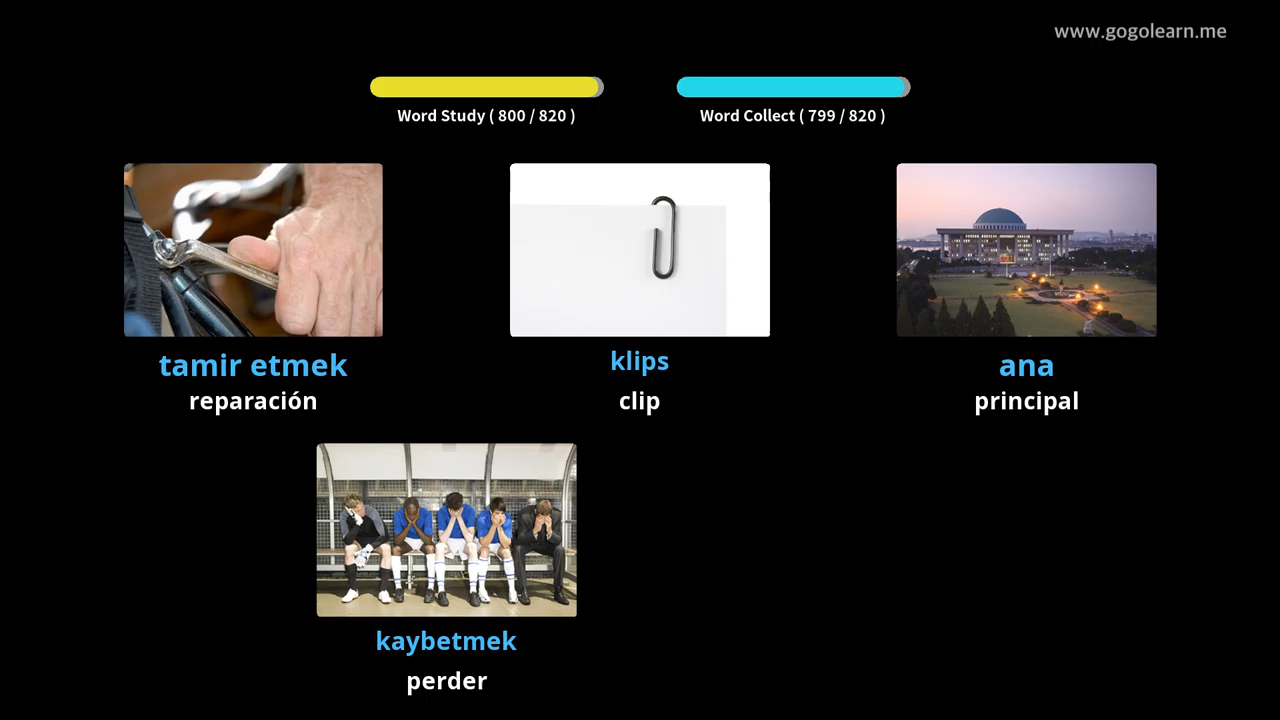 www.gogolearn.me
Word Study ( 800 / 820 )
Word Collect ( 799 / 820 )
tamir etmek
reparación
klips
clip
ana
principal
kaybetmek
perder